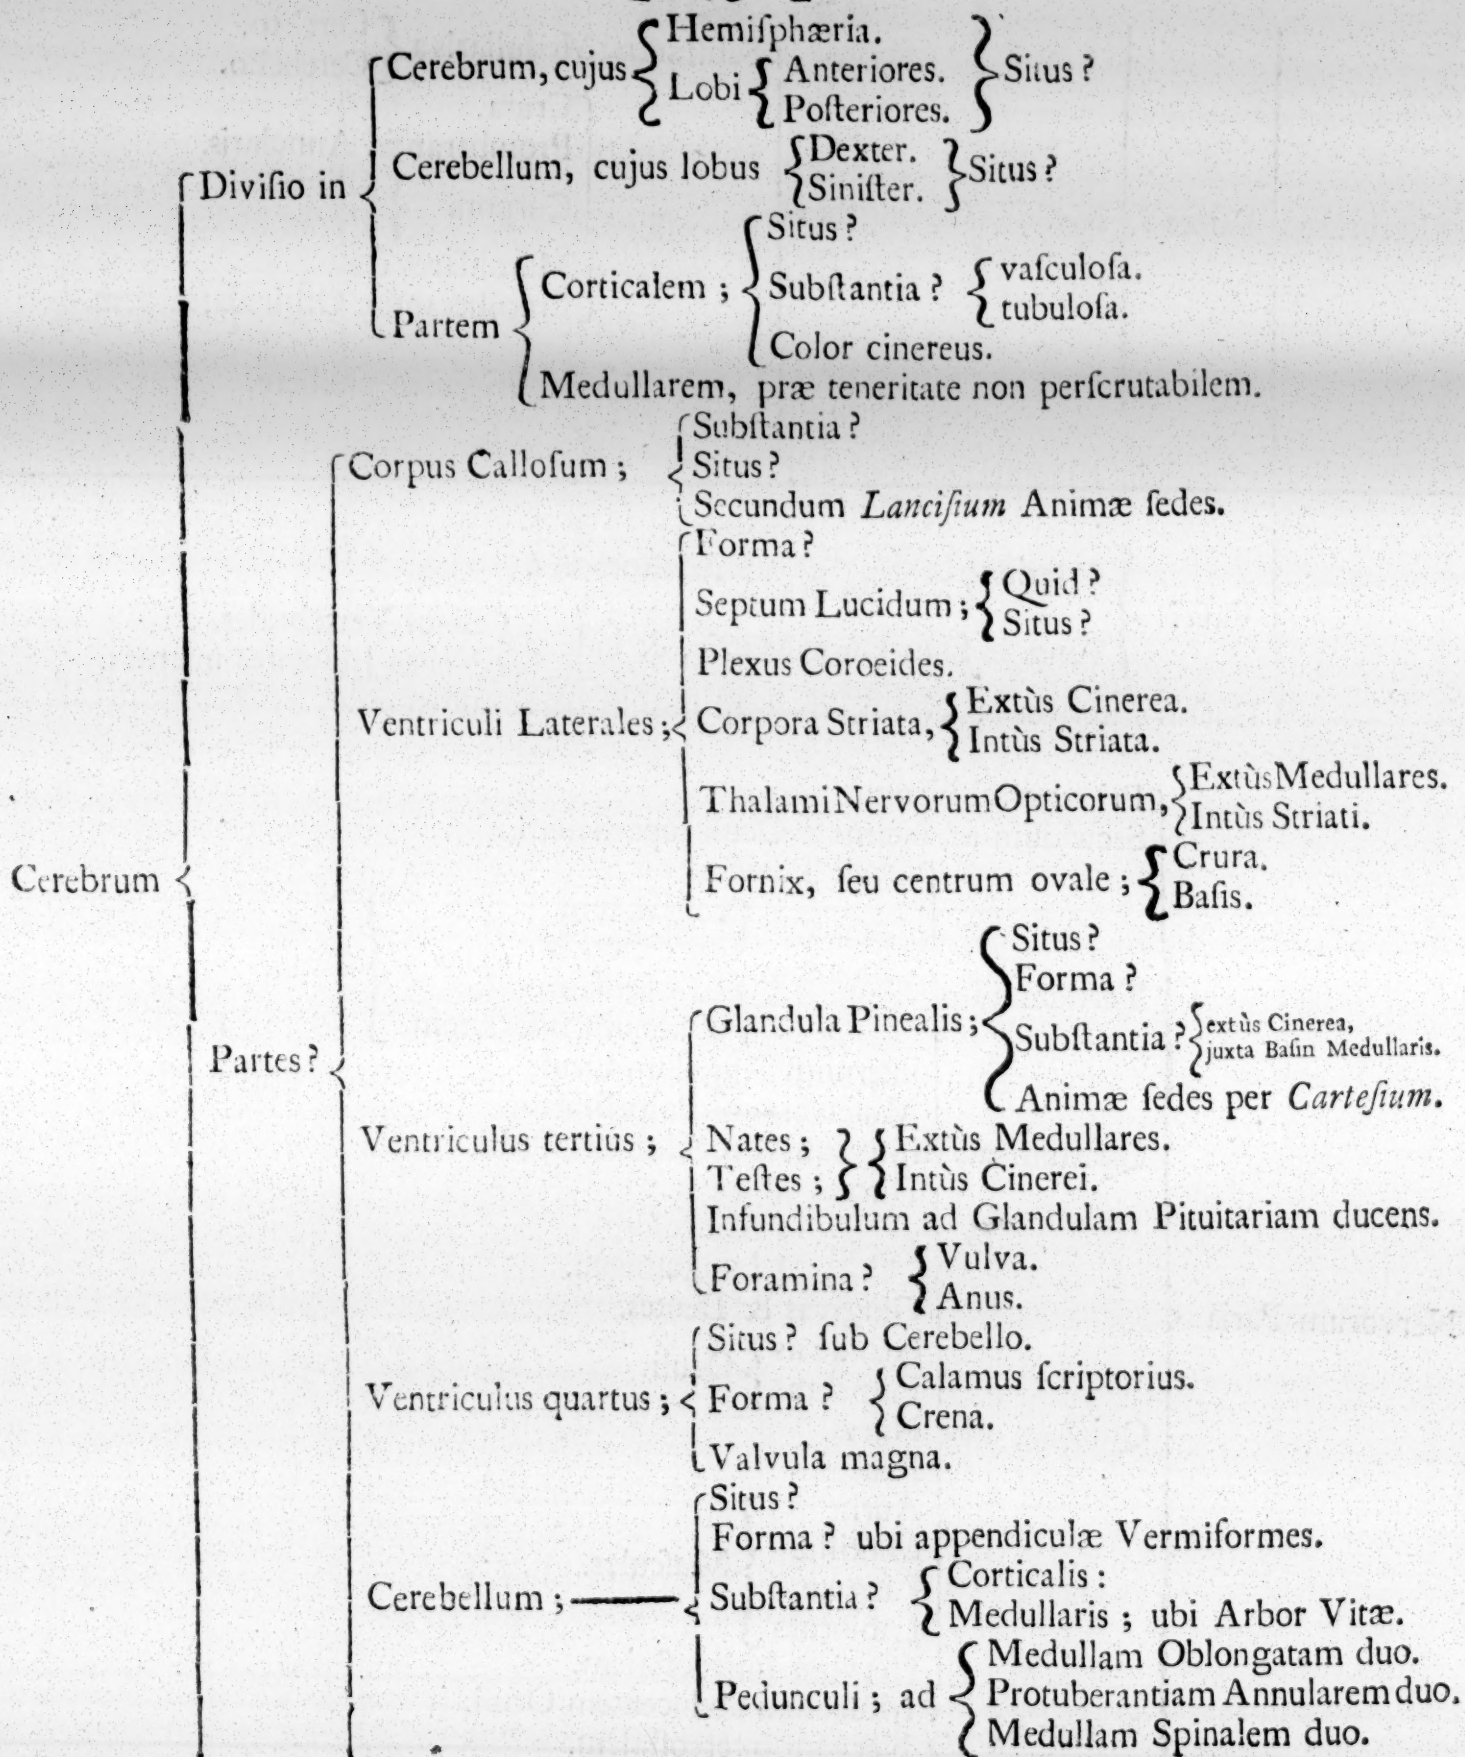 Hemiſphæria.
Cerebrum, cujus Lobi Anteriores. Situs?
Poſteriores.
Cerebellum, cujus lobus Dexter. Situs?
Siniſter.
Diviſio in
Situs?
Corticalem; Subſtantia? vaſculoſa.
tubuloſa.
Partem
Color cinereus.
Medullarem, præ teneritate non perſcrutabilem.
Subſtantia?
Corpus Calloſum; Situs?
Secundum Lanciſium Animæ ſedes.
Forma?
Septum Lucidum; Quid?
Situs?
Plexus Coroeides.
Ventriculi Laterales; Corpora Striata, Extùs Cinerea.
Intùs Striata.
Thalami Nervorum Opticorum, Extùs Medullares.
Intùs Striati.
Cerebrum
Fornix, ſeu centrum ovale; Crura.
Baſis.
Situs?
Forma?
Glandula Pinealis;
Subſtantia? extùs Cinerea,
juxta Baſin Medullaris.
Partes?
Animæ ſedes per Carteſium.
Ventriculus tertius; Nates; Extùs Medullares.
Teſtes; Intùs Cinerei.
Infundibulum ad Glandulam Pituitariam ducens.
Foramina? Vulva.
Anus.
Situs? ſub Cerebello.
Ventriculus quartus; Forma? Calamus ſcriptorius.
Crena.
Valvula magna.
Situs?
Forma? ubi appendiculæ Vermiformes.
Cerebellum; Subſtantia? Corticalis:
Medullaris; ubi Arbor Vitæ.
Medullam Oblongatam duo.
Pedunculi; ad Protuberantiam Annularem duo.
Medullam Spinalem duo.